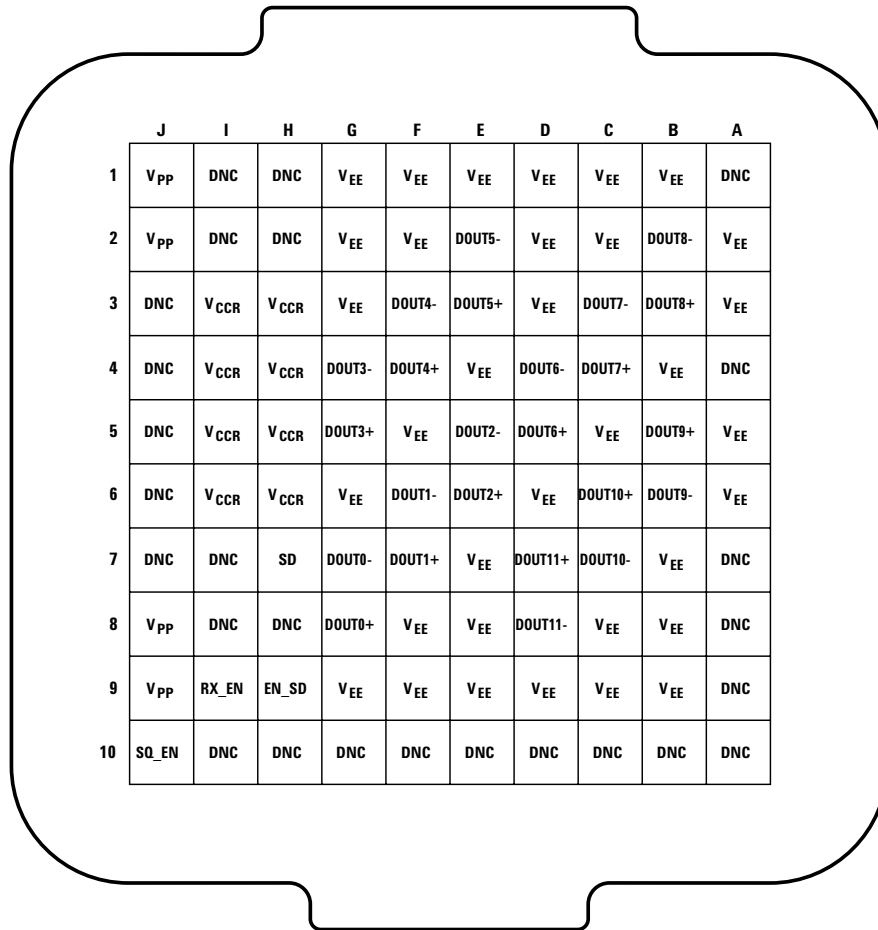 J I H G F E D C B A
1 VPP DNC DNC VEE VEE VEE VEE VEE VEE DNC
2 VPP DNC DNC VEE VEE DOUT5- VEE VEE DOUT8- VEE
3 DNC VCCR VCCR VEE DOUT4- DOUT5+ VEE DOUT7- DOUT8+ VEE
4 DNC VCCR VCCR DOUT3- DOUT4+ VEE DOUT6- DOUT7+ VEE DNC
5 DNC VCCR VCCR DOUT3+ VEE DOUT2- DOUT6+ VEE DOUT9+ VEE
6 DNC VCCR VCCR VEE DOUT1- DOUT2+ VEE DOUT10+ DOUT9- VEE
7 DNC DNC SD DOUT0- DOUT1+ VEE DOUT11+ DOUT10- VEE DNC
8 VPP DNC DNC DOUT0+ VEE VEE DOUT11- VEE VEE DNC
9 VPP RX_EN EN_SD VEE VEE VEE VEE VEE VEE DNC
10 SQ_EN DNC DNC DNC DNC DNC DNC DNC DNC DNC